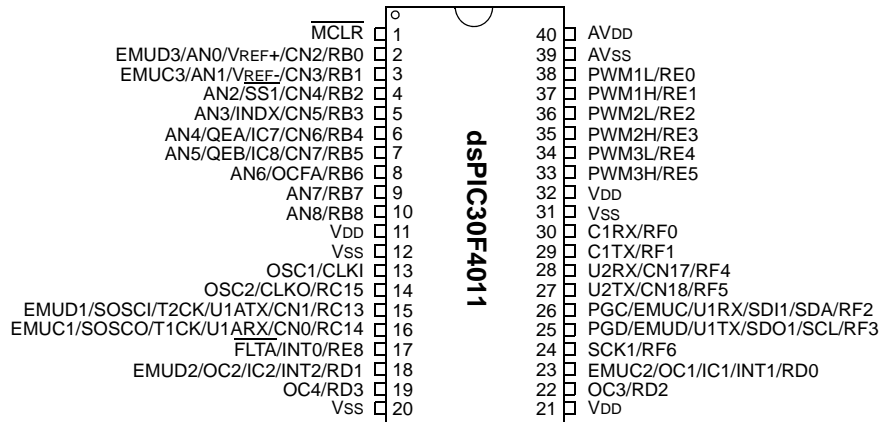 MCLR 1 40 AVDD
EMUD3/AN0/VREF+/CN2/RB0 2 39 AVSS
EMUC3/AN1/VREF-/CN3/RB1 3 38 PWM1L/RE0
AN2/SS1/CN4/RB2 4 37 PWM1H/RE1
AN3/INDX/CN5/RB3 5 36 PWM2L/RE2
AN4/QEA/IC7/CN6/RB4 6 35 PWM2H/RE3
AN5/QEB/IC8/CN7/RB5 7 34 PWM3L/RE4
AN6/OCFA/RB6 8 33 PWM3H/RE5
AN7/RB7 9 32 VDD
AN8/RB8 10 31 VSS
VDD 11 30 C1RX/RF0
VSS 12 29 C1TX/RF1
OSC1/CLKI 13 28 U2RX/CN17/RF4
OSC2/CLKO/RC15 14 27 U2TX/CN18/RF5
EMUD1/SOSCI/T2CK/U1ATX/CN1/RC13 15 26 PGC/EMUC/U1RX/SDI1/SDA/RF2
EMUC1/SOSCO/T1CK/U1ARX/CN0/RC14 16 25 PGD/EMUD/U1TX/SDO1/SCL/RF3
FLTA/INT0/RE8 17 24 SCK1/RF6
EMUD2/OC2/IC2/INT2/RD1 18 23 EMUC2/OC1/IC1/INT1/RD0
OC4/RD3 19 22 OC3/RD2
VSS 20 21 VDD
dsPIC30F4011